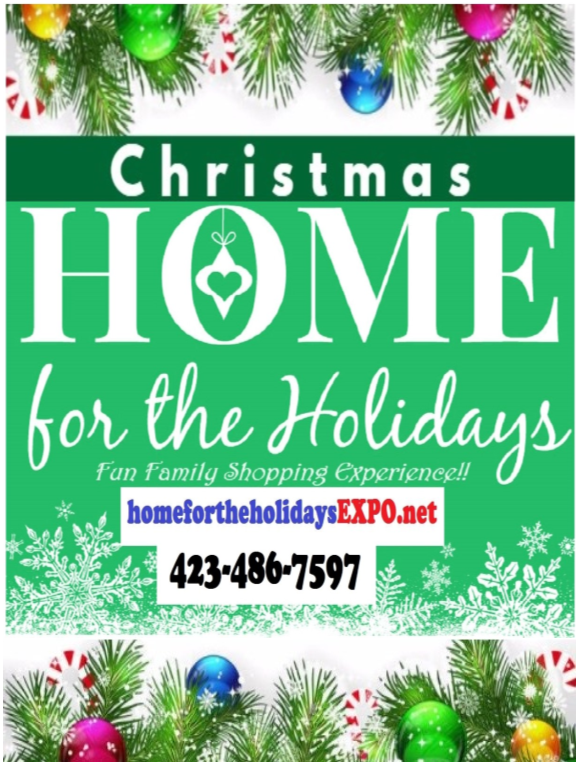 Christmas
HOME
for the Holidays
Fun Family Shopping Experience!!
homefortheholidaysEXPO.net
423-486-7597